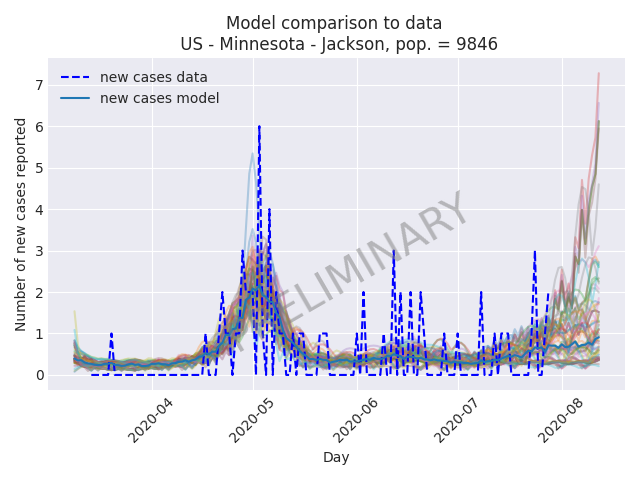 Model comparison to data
US - Minnesota - Jackson, pop. = 9846
new cases data
new cases model
PRELIMINARY
Number of new cases reported
7
6
5
4
3
2
1
0
2020-04
2020-05
2020-06
2020-07
2020-08
Day